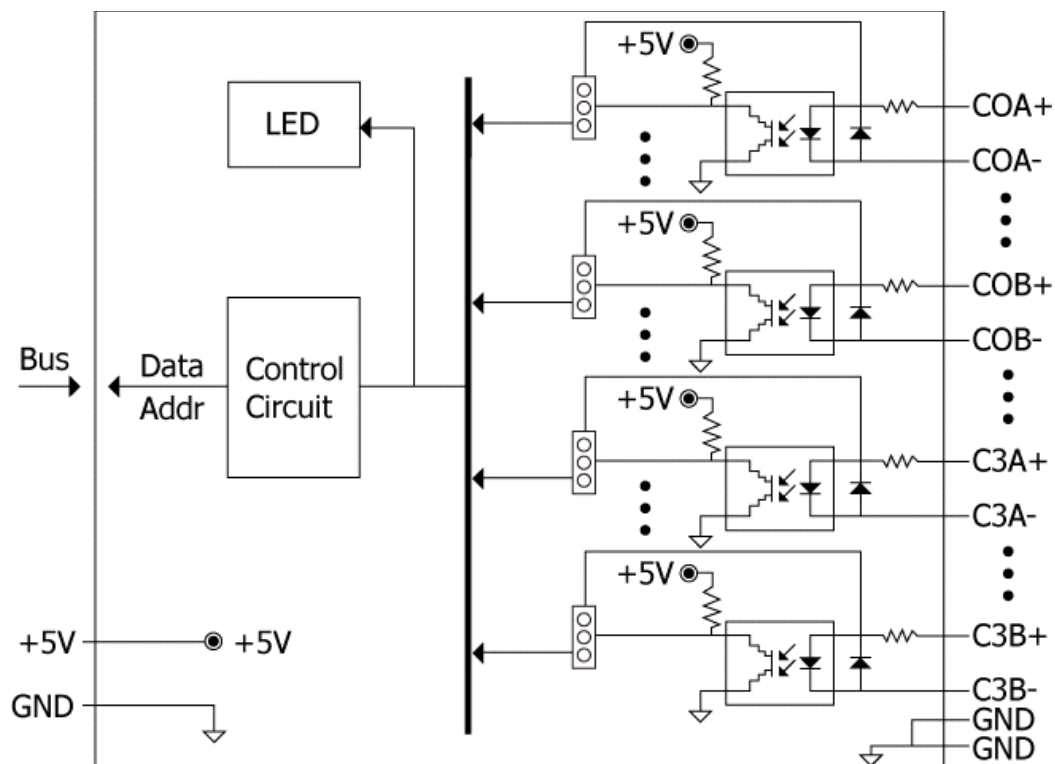 +5V
LED
COA+
COA-
+5V
COB+
COB-
Bus
Data
Addr
Control
Circuit
+5V
C3A+
C3A-
+5V
+5V
+5V
C3B+
C3B-
GND
GND
GND